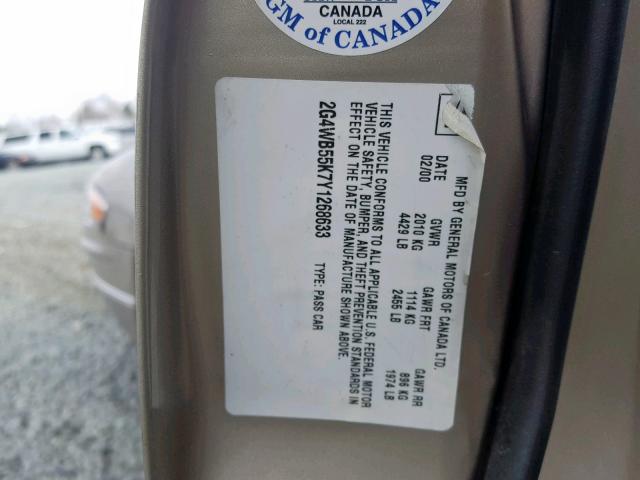 CANADA
LOCAL 222
GM of CANADA
MFD BY GENERAL MOTORS OF CANADA LTD.
DATE GVWR GAWR FRT GAWR RR
02/00 2010 KG 1114 KG 896 KG
4429 LB 2455 LB 1974 LB
THIS VEHICLE CONFORMS TO ALL APPLICABLE U.S. FEDERAL MOTOR
VEHICLE SAFETY, BUMPER, AND THEFT PREVENTION STANDARDS IN
EFFECT ON THE DATE OF MANUFACTURE SHOWN ABOVE.
2G4WB55K7Y1268633 TYPE: PASS CAR